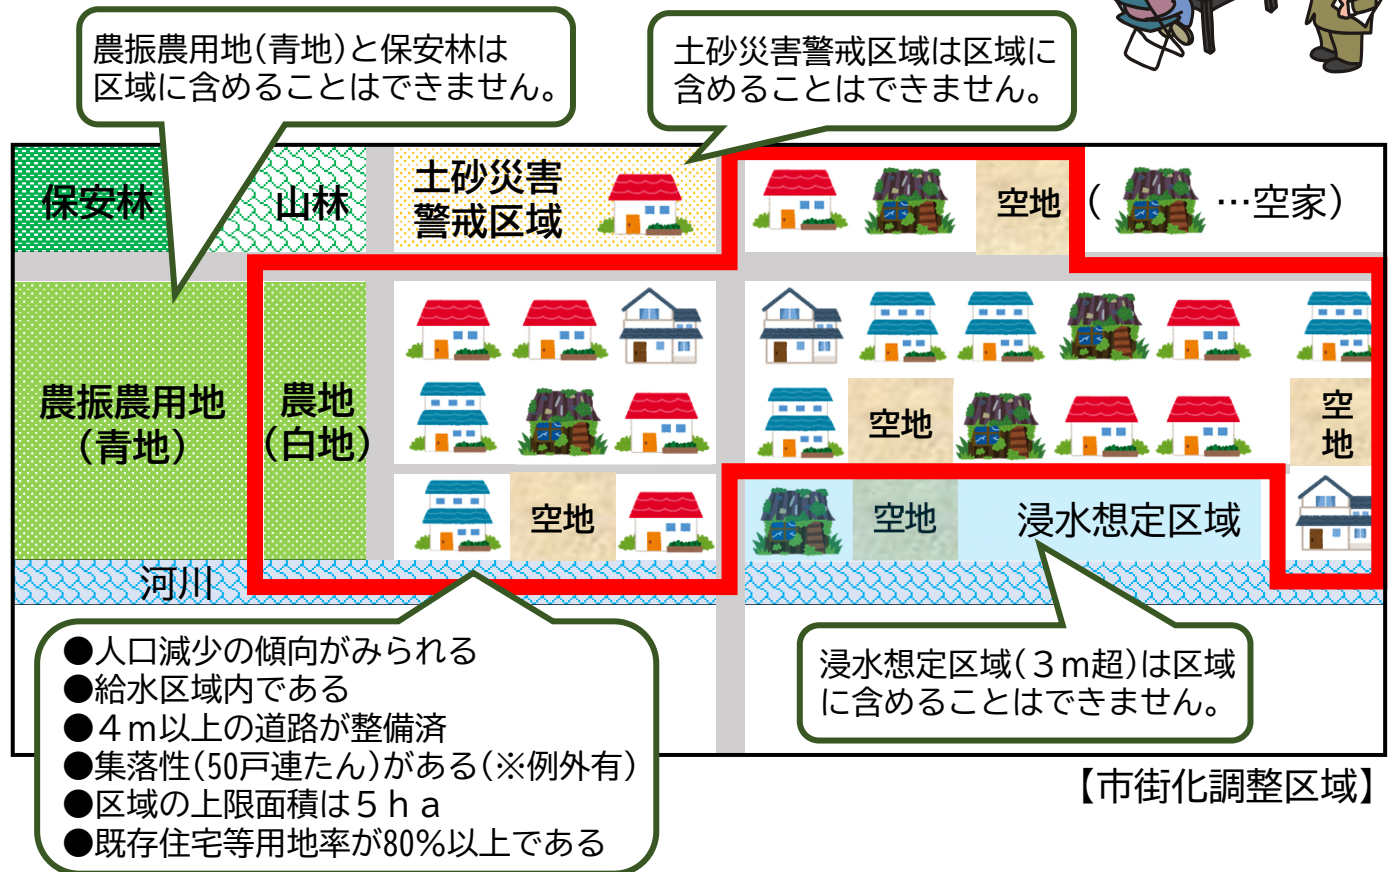 農振農用地(青地)と保安林は
区域に含めることはできません。
土砂災害警戒区域は区域に
含めることはできません。
保安林
山林
土砂災害
警戒区域
空地
( …空家)
農振農用地
(青地)
農地
(白地)
空地
空
地
空地
空地
浸水想定区域
河川
●人口減少の傾向がみられる
●給水区域内である
●4m以上の道路が整備済
●集落性(50戸連たん)がある(※例外有)
●区域の上限面積は5ha
●既存住宅等用地率が80%以上である
浸水想定区域(3m超)は区域
に含めることはできません。
【市街化調整区域】